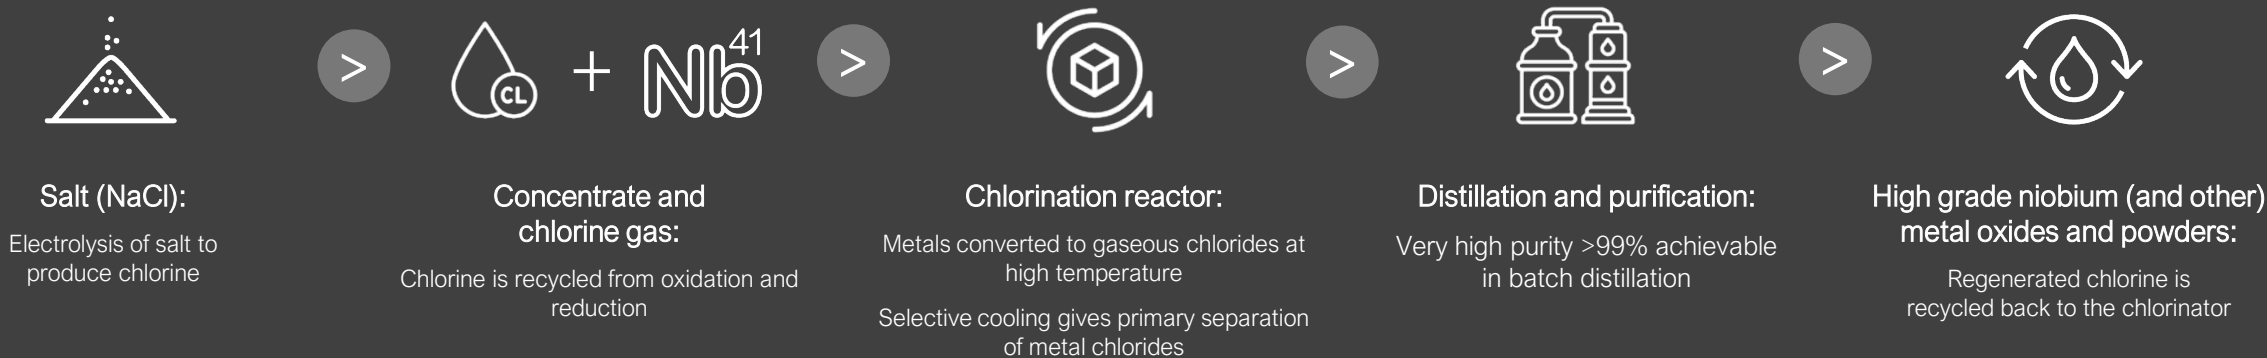 >
CL
+
Nb41
>
>
>
Salt (NaCl):
Electrolysis of salt to
produce chlorine
Concentrate and
chlorine gas:
Chlorine is recycled from oxidation and
reduction
Chlorination reactor:
Metals converted to gaseous chlorides at
high temperature
Selective cooling gives primary separation
of metal chlorides
Distillation and purification:
Very high purity >99% achievable
in batch distillation
High grade niobium (and other)
metal oxides and powders:
Regenerated chlorine is
recycled back to the chlorinator